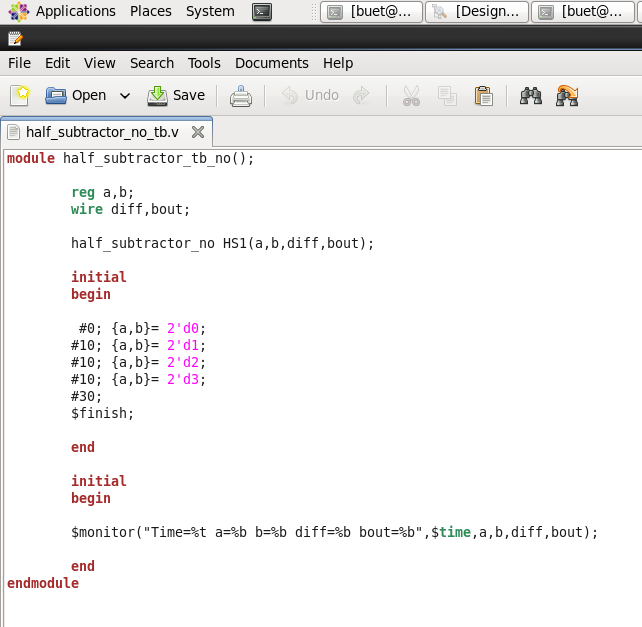 Applications Places System [buet@... [Design... [buet@...
File Edit View Search Tools Documents Help
Open Save Undo
half_subtractor_no_tb.v
module half_subtractor_tb_no();
reg a,b;
wire diff,bout;
half_subtractor_no HS1(a,b,diff,bout);
initial
begin
#0; {a,b}= 2'd0;
#10; {a,b}= 2'd1;
#10; {a,b}= 2'd2;
#10; {a,b}= 2'd3;
#30;
$finish;
end
initial
begin
$monitor("Time=%t a=%b b=%b diff=%b bout=%b",$time,a,b,diff,bout);
end
endmodule